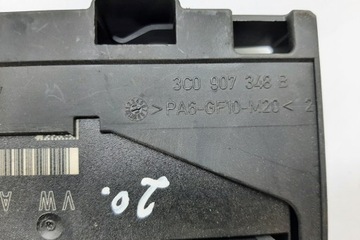 3C0 907 348 B
>PA6-GF10-M20< 2
VW A
20.